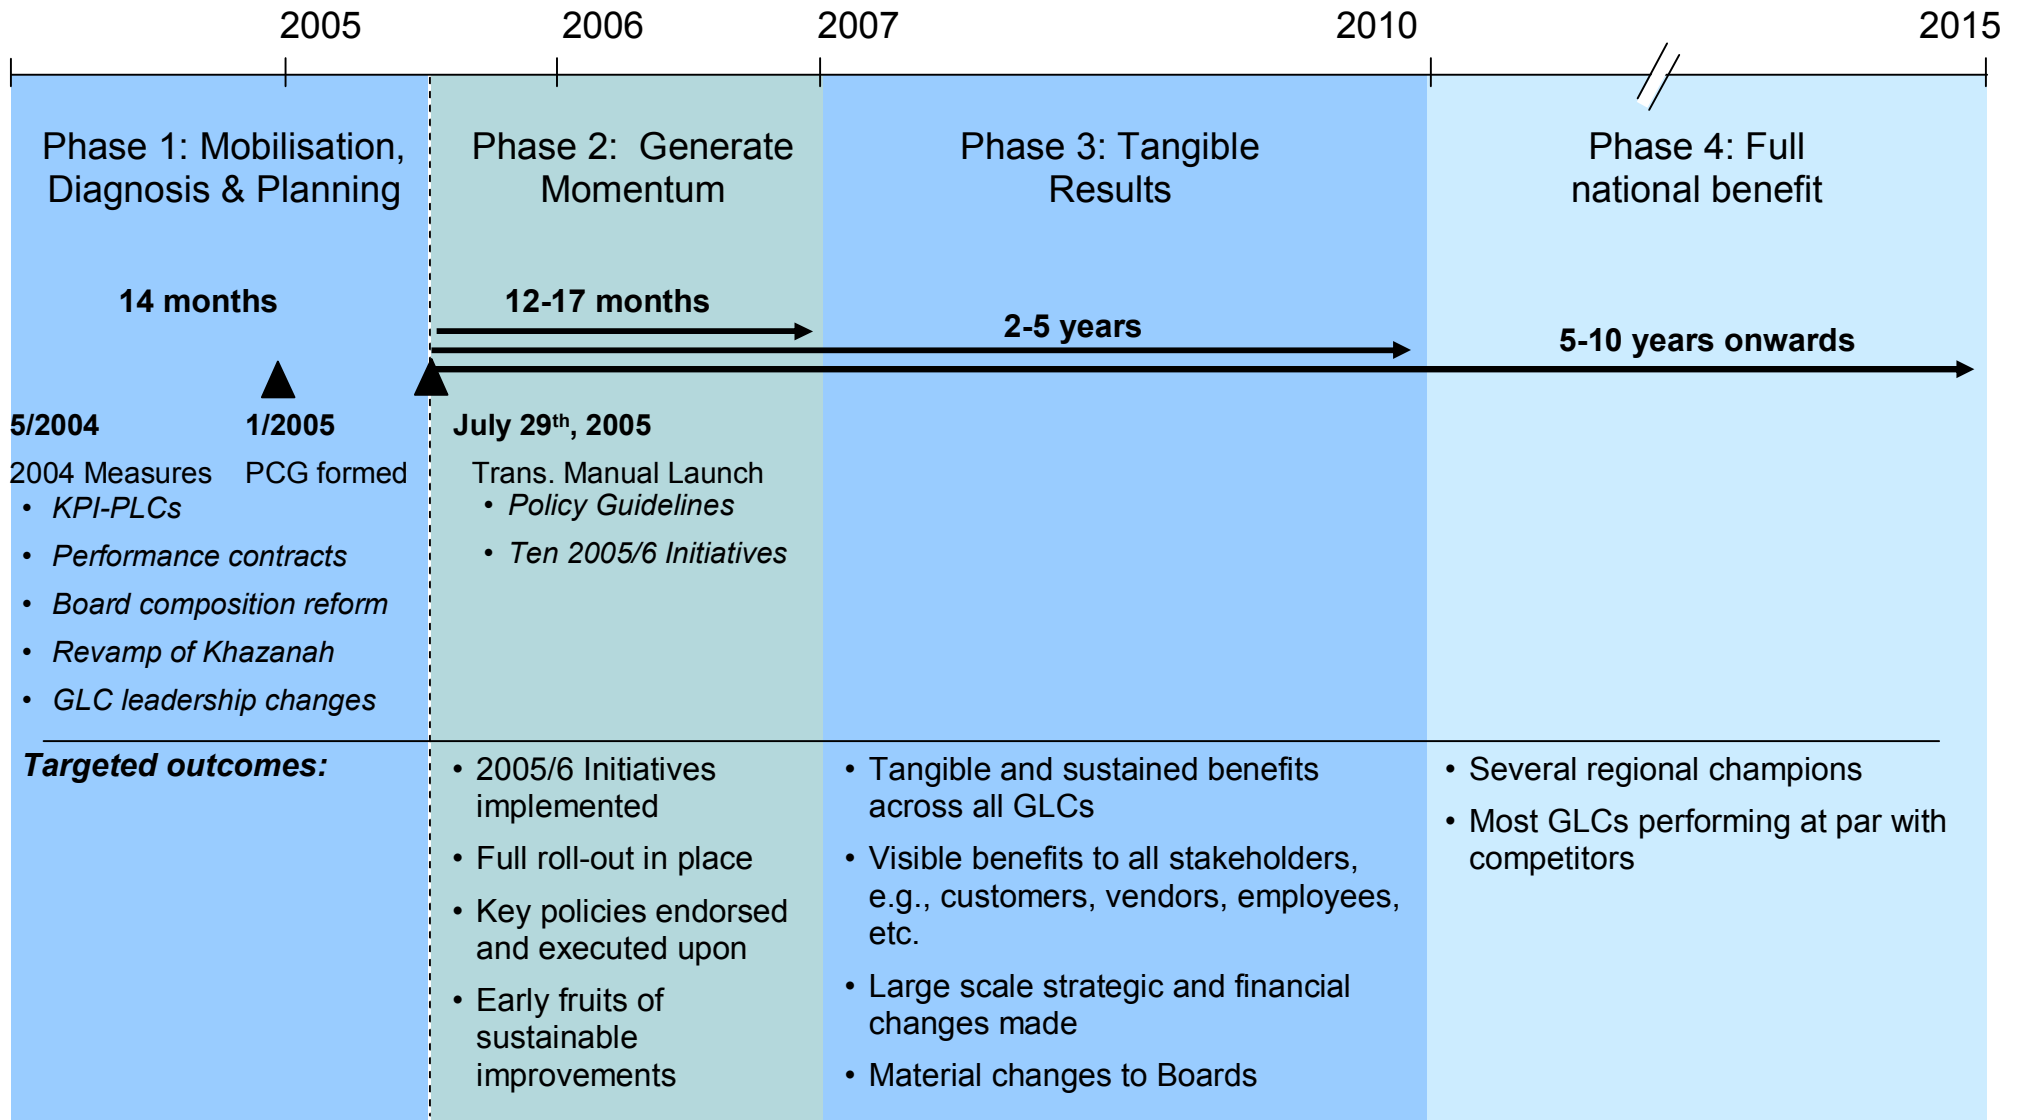 2005
2006
2007
2010
2015
Phase 1: Mobilisation,
Diagnosis & Planning
Phase 2: Generate
Momentum
Phase 3: Tangible
Results
Phase 4: Full
national benefit
14 months
12-17 months
2-5 years
5-10 years onwards
5/2004
2004 Measures
• KPI-PLCs
• Performance contracts
• Board composition reform
• Revamp of Khazanah
• GLC leadership changes
1/2005
PCG formed
July 29th, 2005
Trans. Manual Launch
• Policy Guidelines
• Ten 2005/6 Initiatives
Targeted outcomes:
• 2005/6 Initiatives
implemented
• Full roll-out in place
• Key policies endorsed
and executed upon
• Early fruits of
sustainable
improvements
• Tangible and sustained benefits
across all GLCs
• Visible benefits to all stakeholders,
e.g., customers, vendors, employees,
etc.
• Large scale strategic and financial
changes made
• Material changes to Boards
• Several regional champions
• Most GLCs performing at par with
competitors